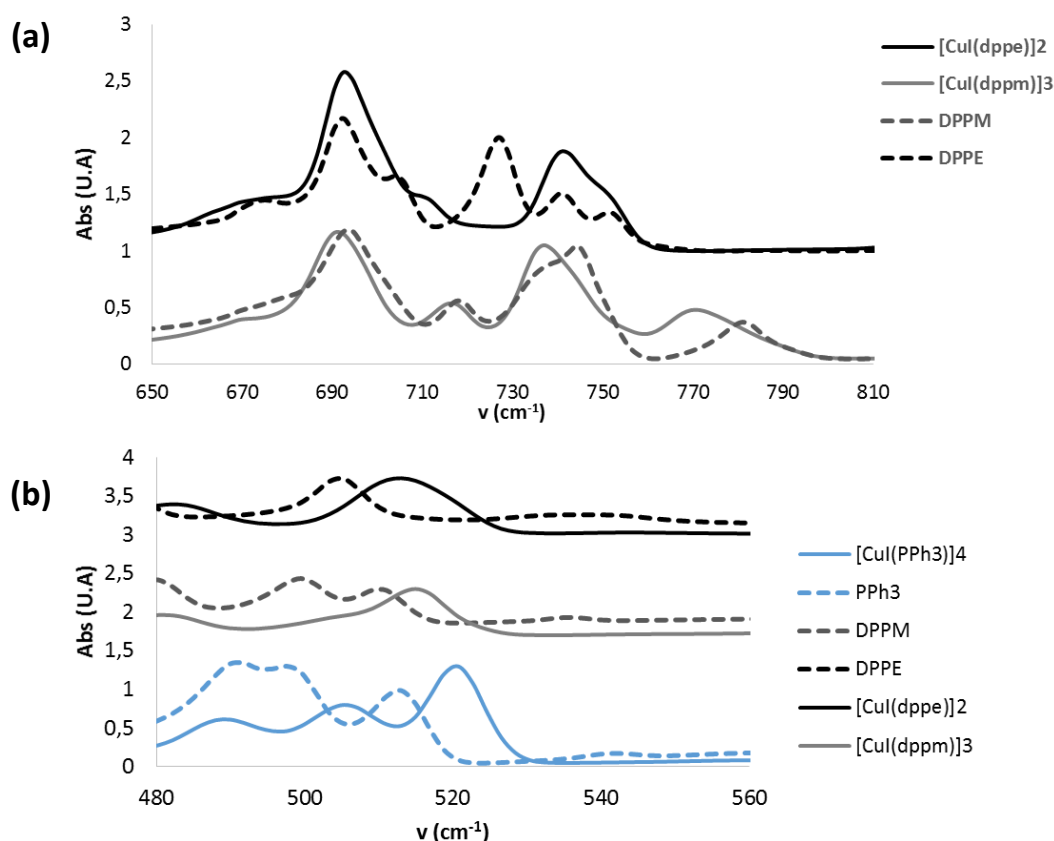 (a)
Abs (U.A)
3
2,5
2
1,5
1
0,5
0
650 670 690 710 730 750 770 790 810
v (cm-1)
[CuI(dppe)]2
[CuI(dppm)]3
DPPM
DPPE
(b)
Abs (U.A)
4
3,5
3
2,5
2
1,5
1
0,5
0
480 500 520 540 560
v (cm-1)
[CuI(PPh3)]4
PPh3
DPPM
DPPE
[CuI(dppe)]2
[CuI(dppm)]3